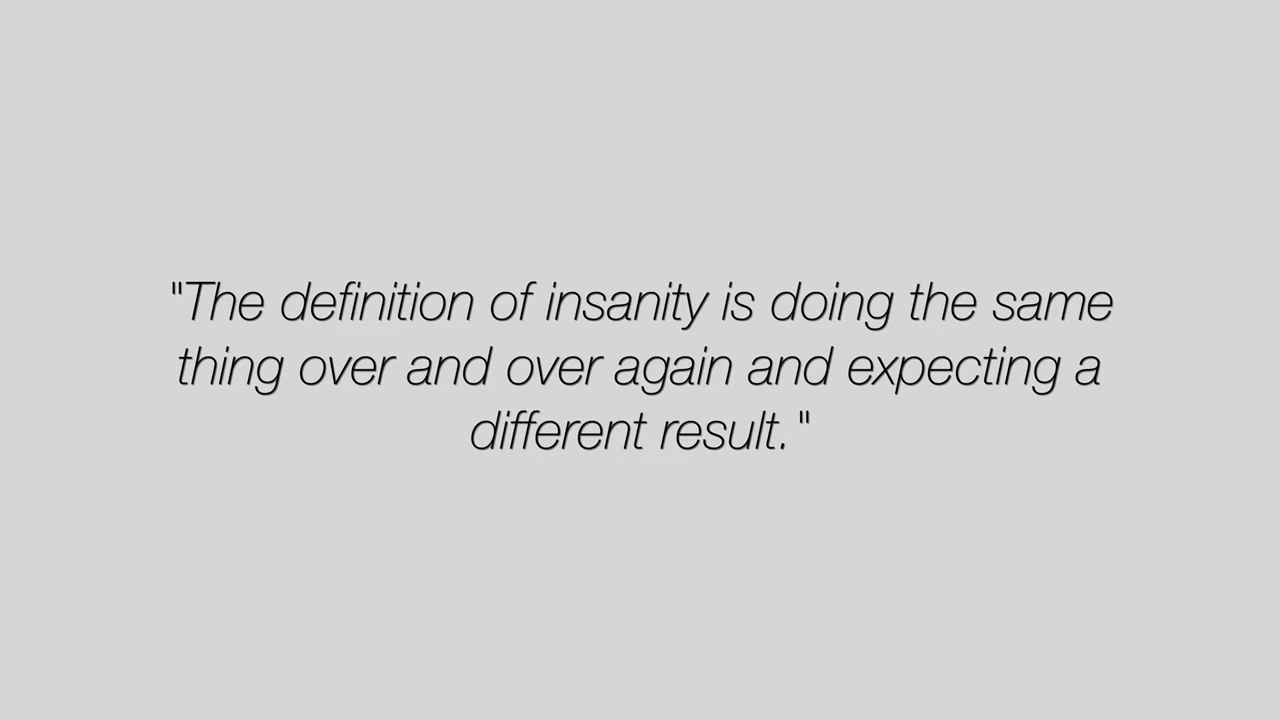 "The definition of insanity is doing the same
thing over and over again and expecting a
different result."